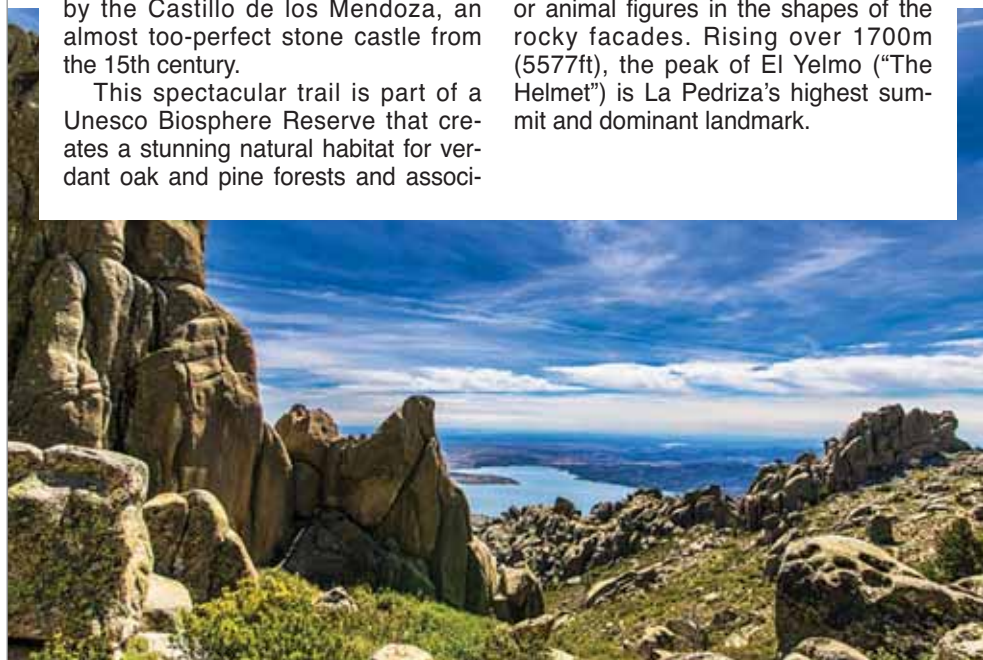 by the Castillo de los Mendoza, an
almost too-perfect stone castle from
the 15th century.
This spectacular trail is part of a
Unesco Biosphere Reserve that cre-
ates a stunning natural habitat for ver-
dant oak and pine forests and associ-
or animal figures in the shapes of the
rocky facades. Rising over 1700m
(5577ft), the peak of El Yelmo (“The
Helmet”) is La Pedriza’s highest sum-
mit and dominant landmark.